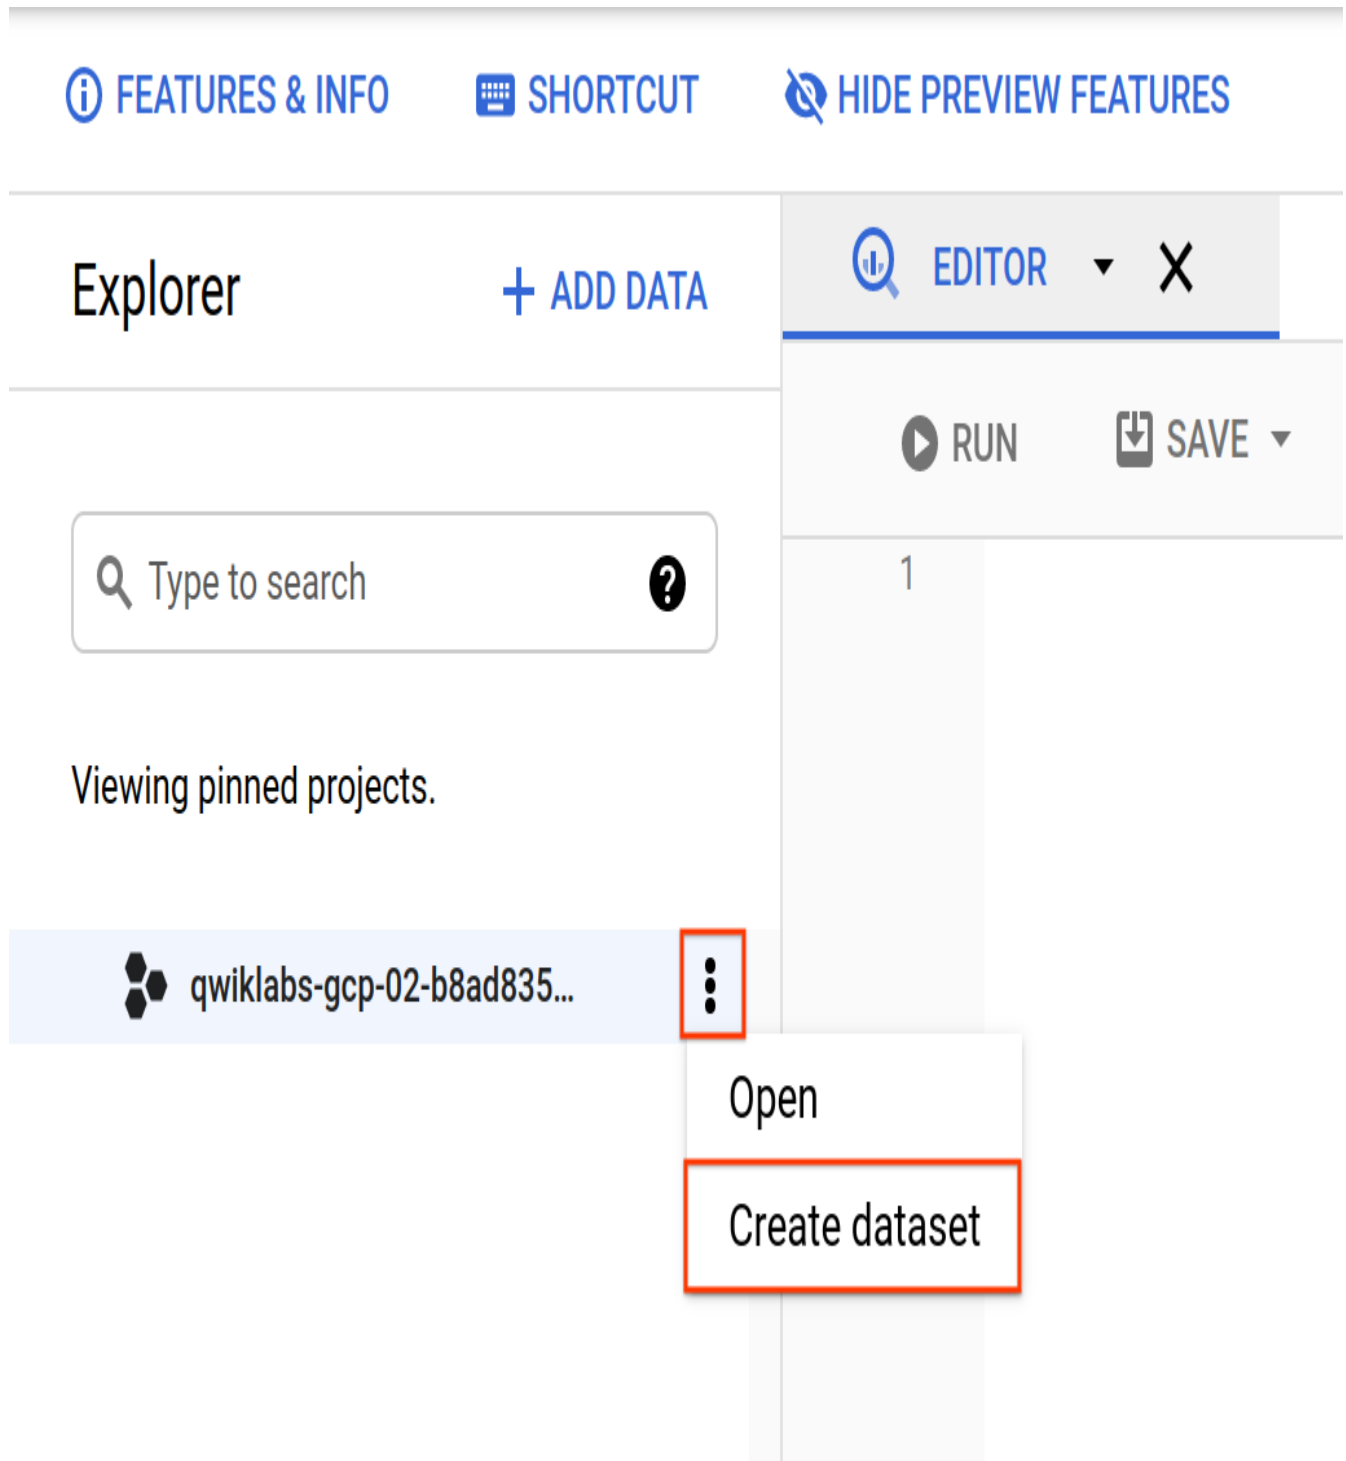 FEATURES & INFO
SHORTCUT
HIDE PREVIEW FEATURES
Explorer
+ ADD DATA
EDITOR
RUN
SAVE
Type to search
1
Viewing pinned projects.
qwiklabs-gcp-02-b8ad835...
Open
Create dataset